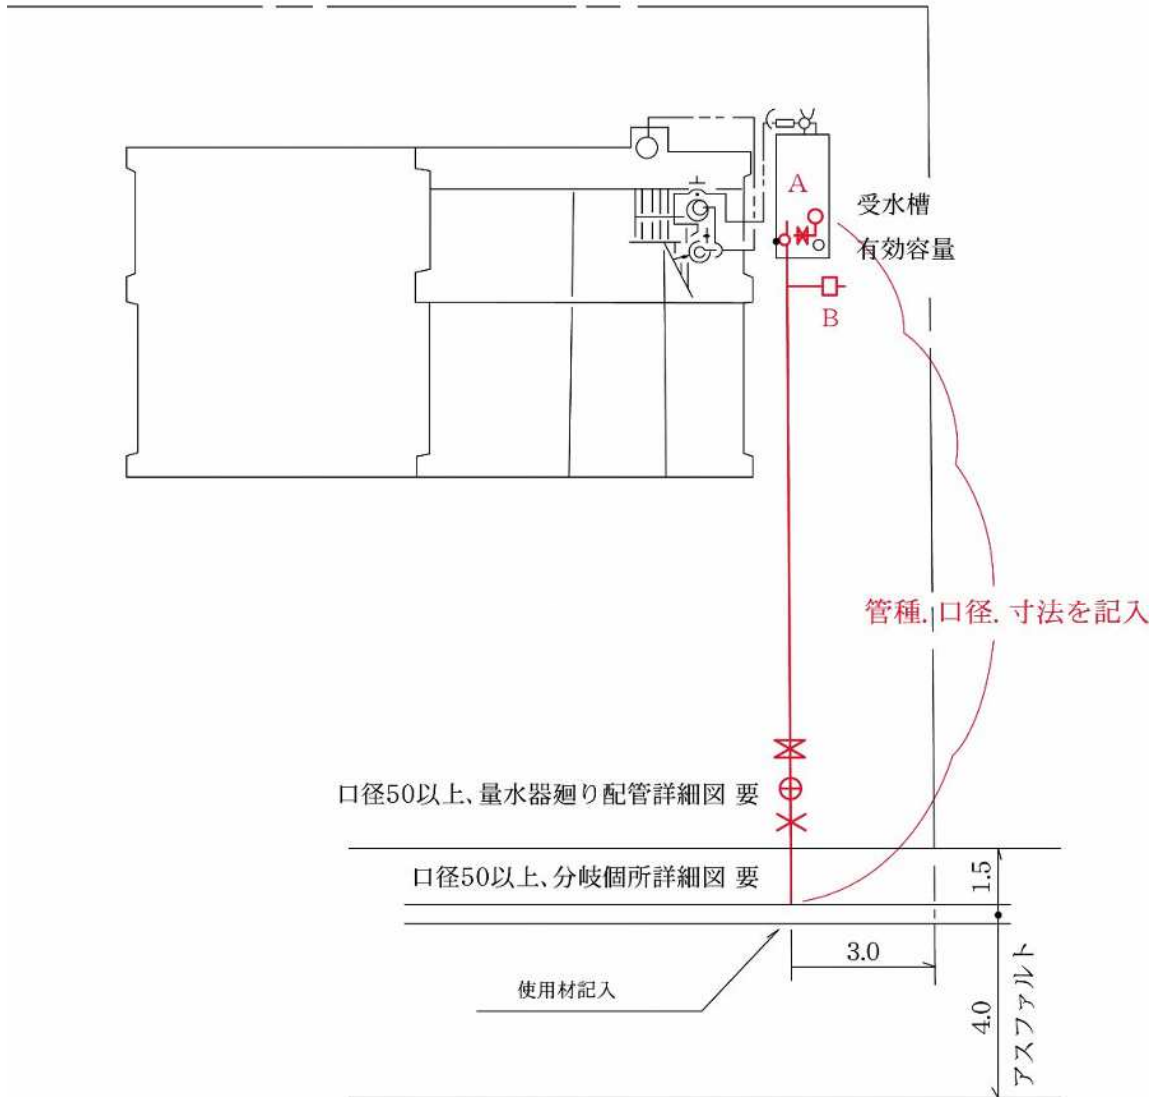 A
受水槽
有効容量
B
管種. 口径. 寸法を記入
口径50以上、量水器廻り配管詳細図 要
口径50以上、分岐個所詳細図 要
1.5
3.0
使用材記入
4.0
アスファルト